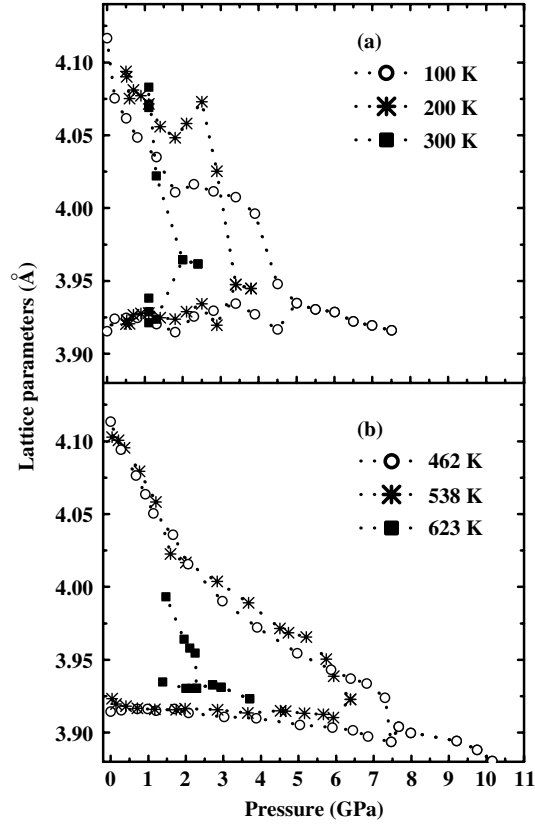 (a)
100 K
200 K
300 K
4.10
4.05
4.00
3.95
3.90
Lattice parameters (Å)
(b)
462 K
538 K
623 K
4.10
4.05
4.00
3.95
3.90
0 1 2 3 4 5 6 7 8 9 10 11
Pressure (GPa)